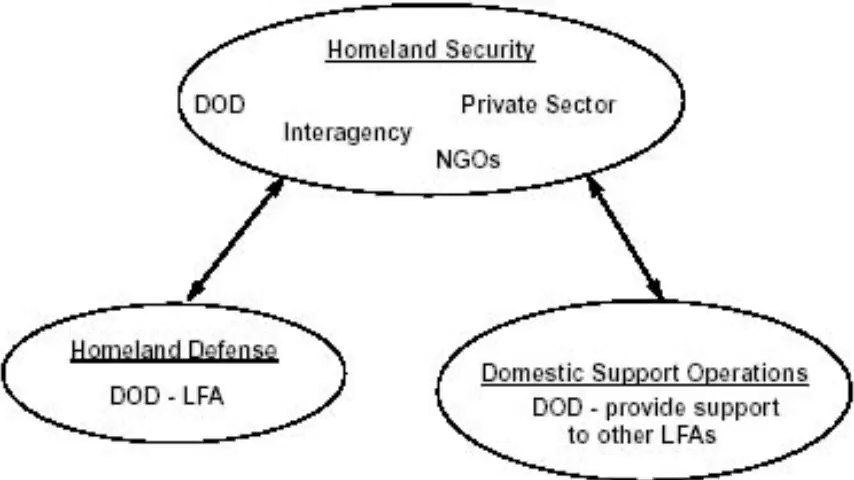 Homeland Security
DOD
Private Sector
Interagency
NGOs
Homeland Defense
DOD - LFA
Domestic Support Operations
DOD - provide support
to other LFAs